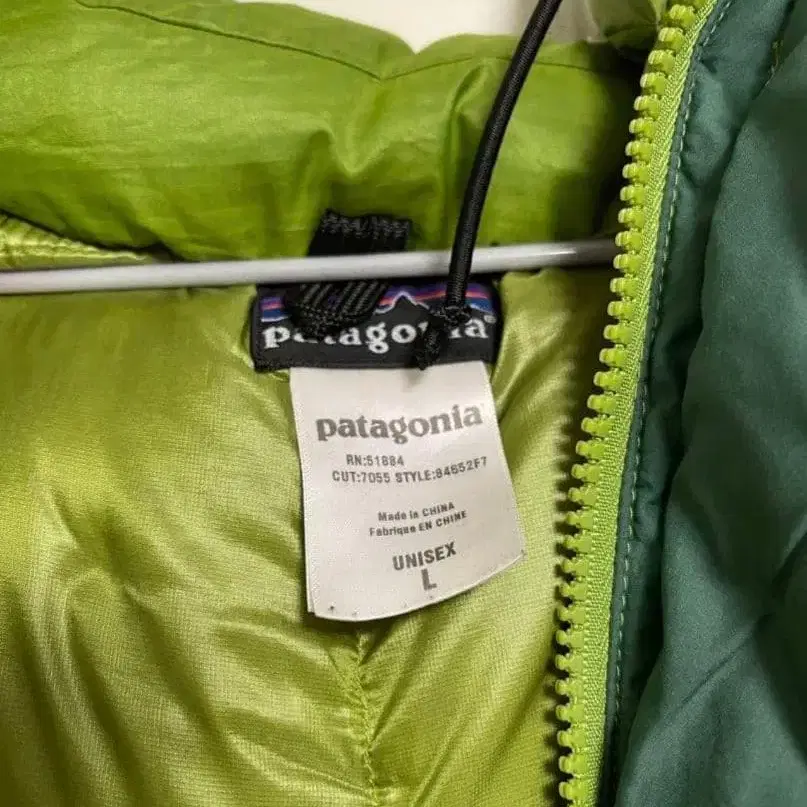 patagonia®
patagonia®
RN:51884
CUT:7055 STYLE:84652F7
Made in CHINA
Fabriqué EN CHINE
UNISEX
L